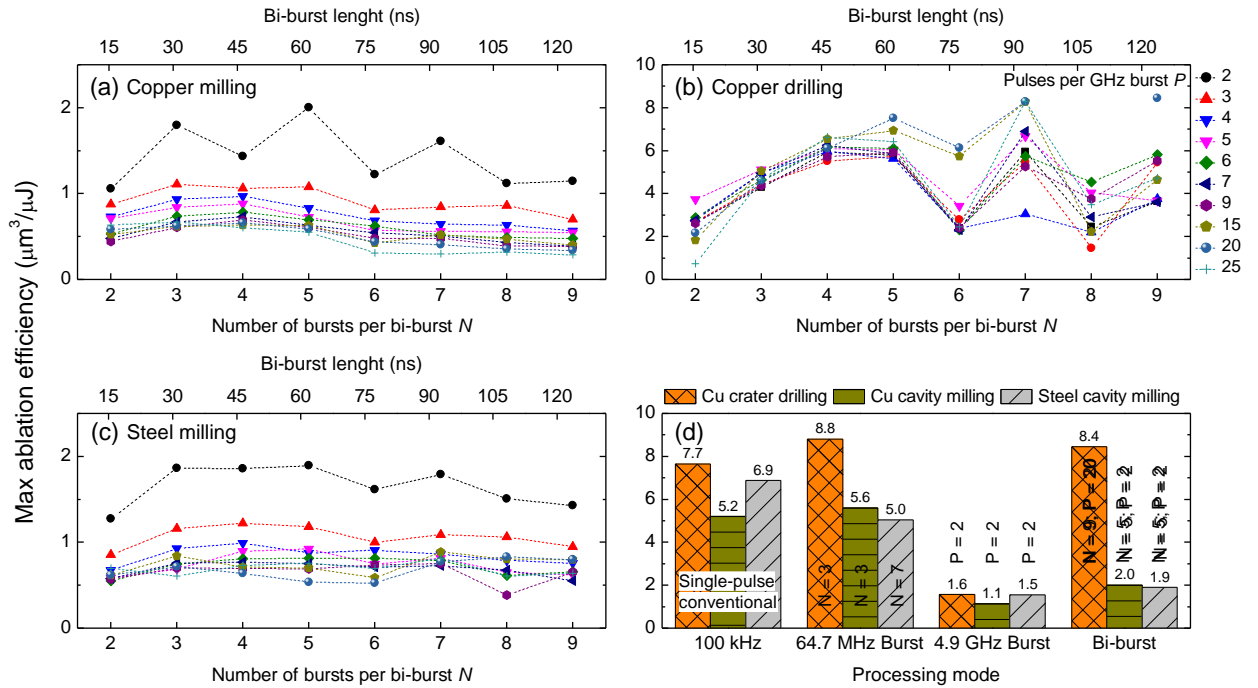 Bi-burst lenght (ns)
15 30 45 60 75 90 105 120
(a) Copper milling
2
1
0
2 3 4 5 6 7 8 9
Number of bursts per bi-burst N
Bi-burst lenght (ns)
15 30 45 60 75 90 105 120
(b) Copper drilling
Pulses per GHz burst P
10
8
6
4
2
0
2 3 4 5 6 7 8 9
Number of bursts per bi-burst N
2
3
4
5
6
7
9
15
20
25
Max ablation efficiency (μm³/μJ)
Bi-burst lenght (ns)
15 30 45 60 75 90 105 120
(c) Steel milling
2
1
0
2 3 4 5 6 7 8 9
Number of bursts per bi-burst N
Cu crater drilling Cu cavity milling Steel cavity milling
(d)
10
8
6
4
2
0
7.7 5.2 6.9
Single-pulse
conventional
8.8 5.6 5.0
N = 3 N = 3 N = 7
P = 2 P = 2 P = 2
1.6 1.1 1.5
8.4 2.0 1.9
N = 9; P = 20
N = 5; P = 2
N = 5; P = 2
100 kHz 64.7 MHz Burst 4.9 GHz Burst Bi-burst
Processing mode